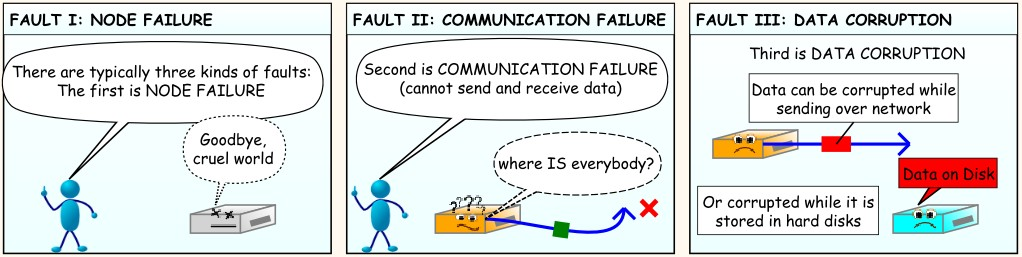 FAULT I: NODE FAILURE
There are typically three kinds of faults:
The first is NODE FAILURE
Goodbye,
cruel world
FAULT II: COMMUNICATION FAILURE
Second is COMMUNICATION FAILURE
(cannot send and receive data)
where IS everybody?
????
FAULT III: DATA CORRUPTION
Third is DATA CORRUPTION
Data can be corrupted while
sending over network
Data on Disk
Or corrupted while it is
stored in hard disks